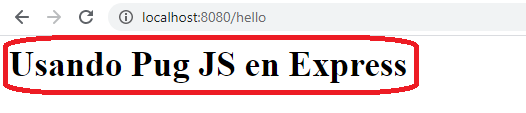 localhost:8080/hello
Usando Pug JS en Express